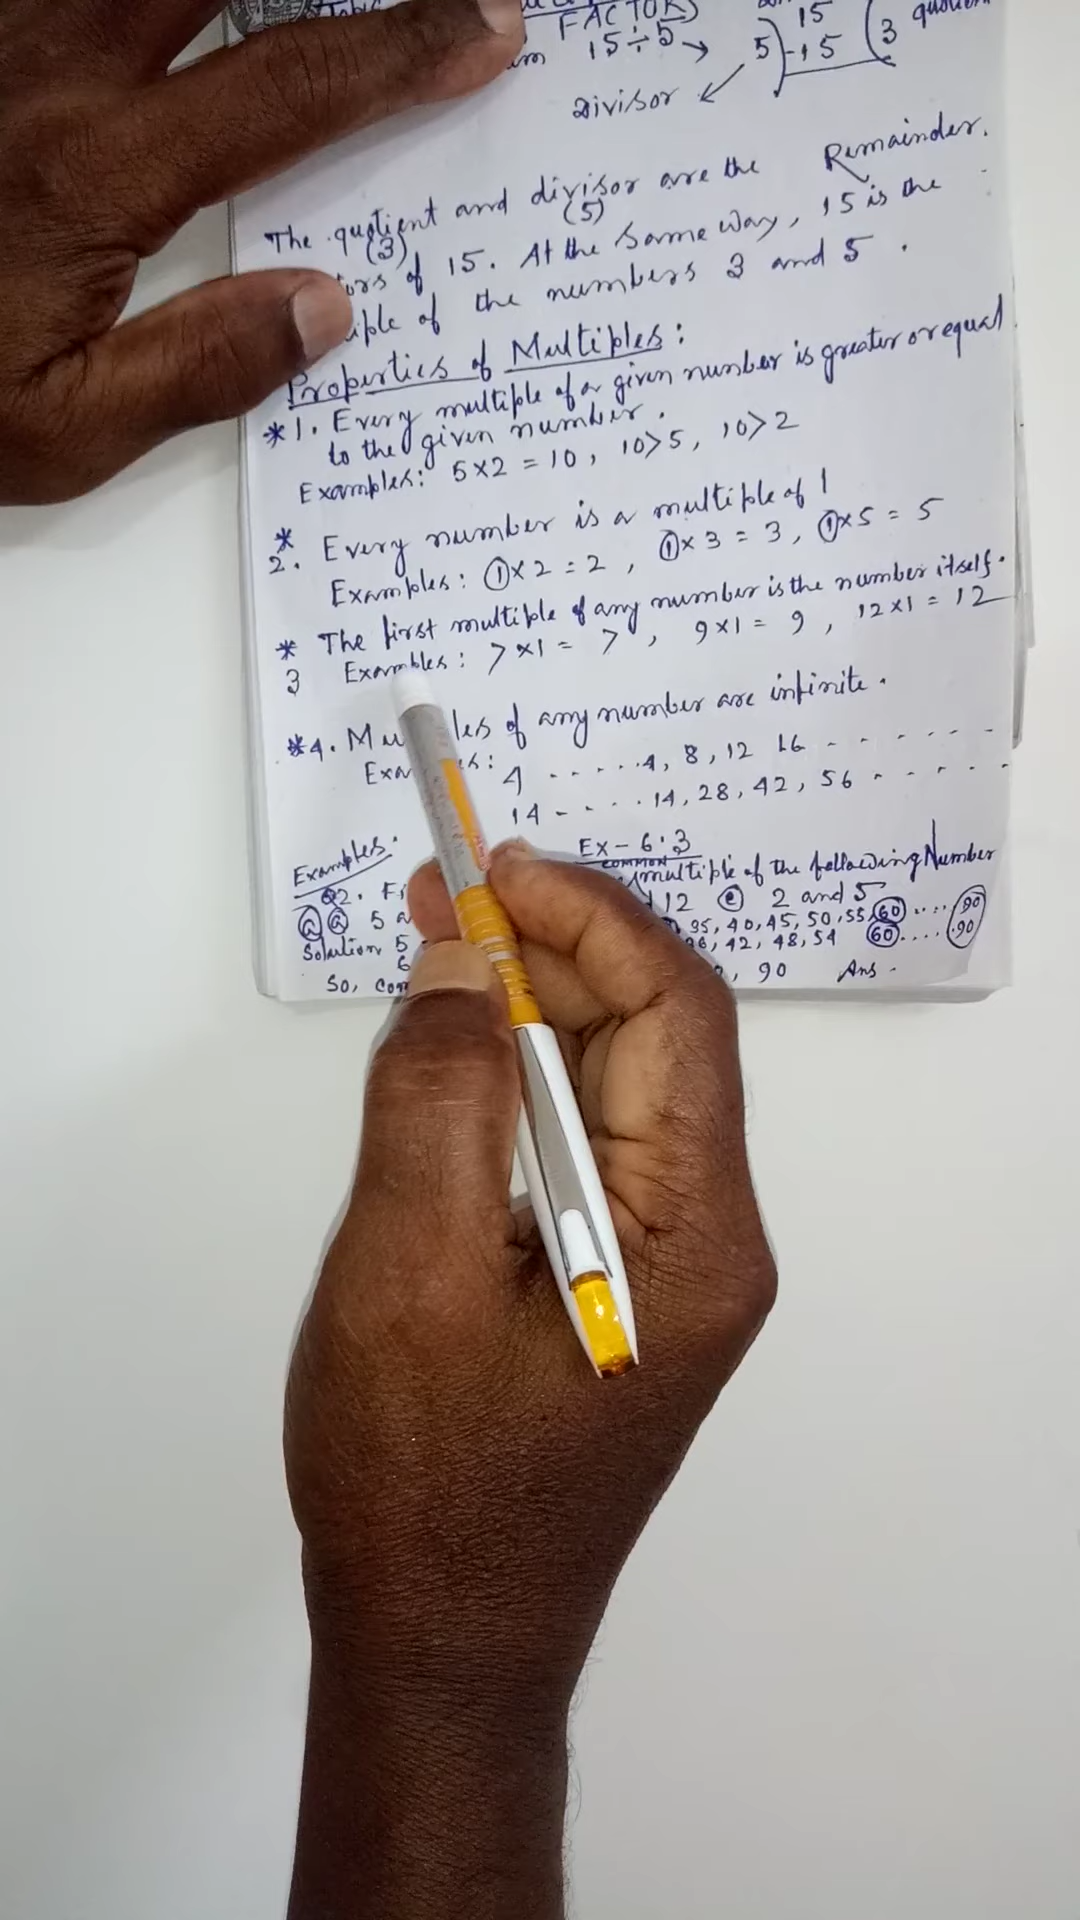 FACTOR)
15÷5 → 5) 15 (3
-15
Divisor ←
Remainder.
The quotient and divisor are the
(3) (5)
of 15. At the same way, 15 is the
of the numbers 3 and 5.
Properties of Multiples:
*1. Every multiple of a given number is greater or equal
to the given number.
Examples: 5×2 = 10, 10>5, 10>2
*
2. Every number is a multiple of 1
Examples: ①×2 = 2, ①×3 = 3, ①×5 = 5
* The first multiple of any number is the number itself.
3 Examples: 7×1 = 7, 9×1 = 9, 12×1 = 12
*4. of any number are infinite.
4 .....4, 8, 12 16 - - - - - -
14 - - - . 14, 28, 42, 56 - - - - -
Ex-6.3
Examples.
COMMON
multiple of the following Number
Q2. 12 ⓔ 2 and 5
ⓐ ⓐ 5
Solution 5 35, 40, 45, 50, 55, 60 .... 90
6 42, 48, 54 60 .... 90
So, , 90 Ans.